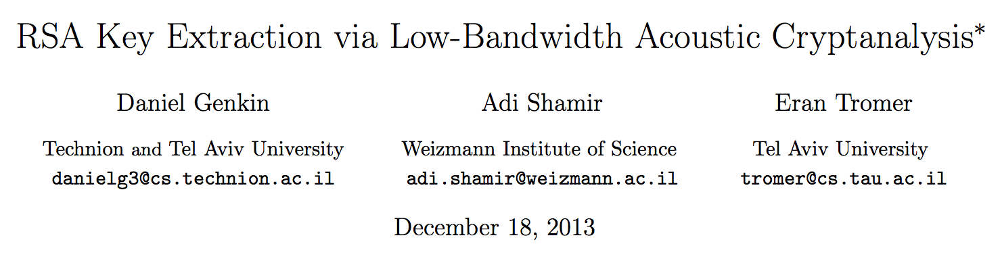 RSA Key Extraction via Low-Bandwidth Acoustic Cryptanalysis*
Daniel Genkin Adi Shamir Eran Tromer
Technion and Tel Aviv University Weizmann Institute of Science Tel Aviv University
danielg3@cs.technion.ac.il adi.shamir@weizmann.ac.il tromer@cs.tau.ac.il
December 18, 2013